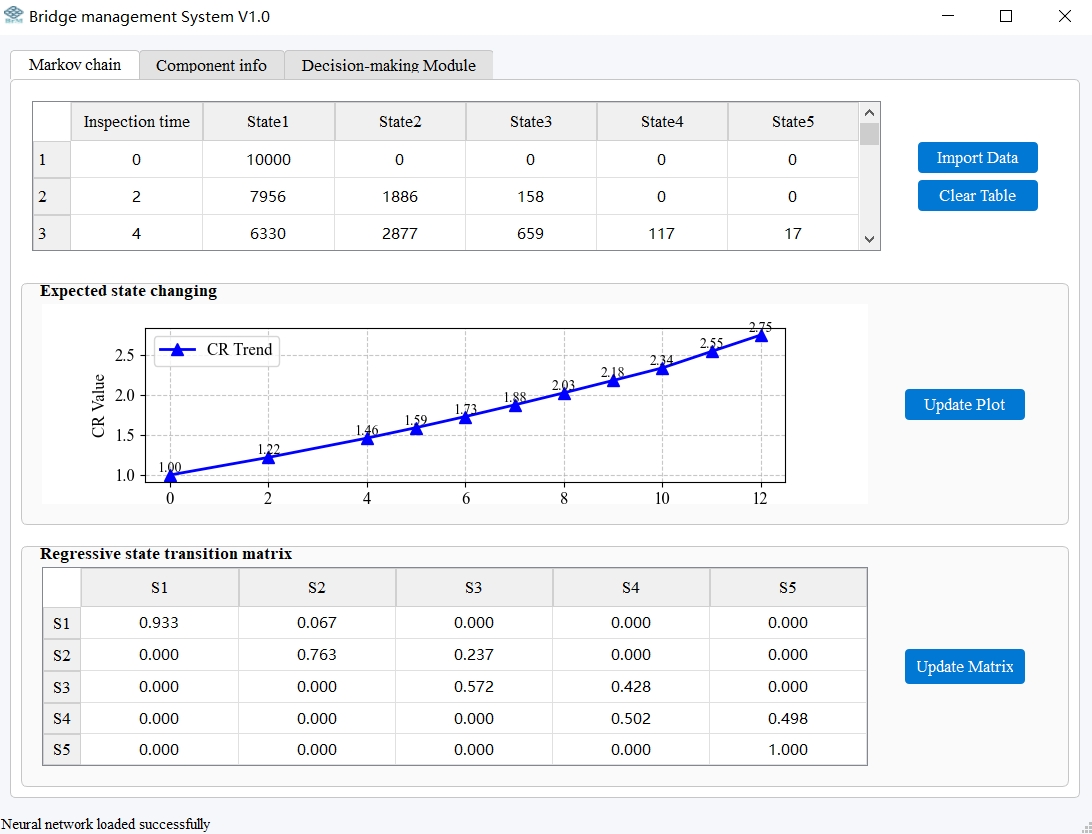 Bridge management System V1.0
Markov chain Component info Decision-making Module
Inspection time State1 State2 State3 State4 State5
1 0 10000 0 0 0 0
2 2 7956 1886 158 0 0
3 4 6330 2877 659 117 17
Import Data
Clear Table
Expected state changing
CR Trend
CR Value
2.5
2.0
1.5
1.0
1.00 1.22 1.46 1.59 1.73 1.88 2.03 2.18 2.34 2.55 2.75
0 2 4 6 8 10 12
Update Plot
Regressive state transition matrix
S1 S2 S3 S4 S5
S1 0.933 0.067 0.000 0.000 0.000
S2 0.000 0.763 0.237 0.000 0.000
S3 0.000 0.000 0.572 0.428 0.000
S4 0.000 0.000 0.000 0.502 0.498
S5 0.000 0.000 0.000 0.000 1.000
Update Matrix
Neural network loaded successfully